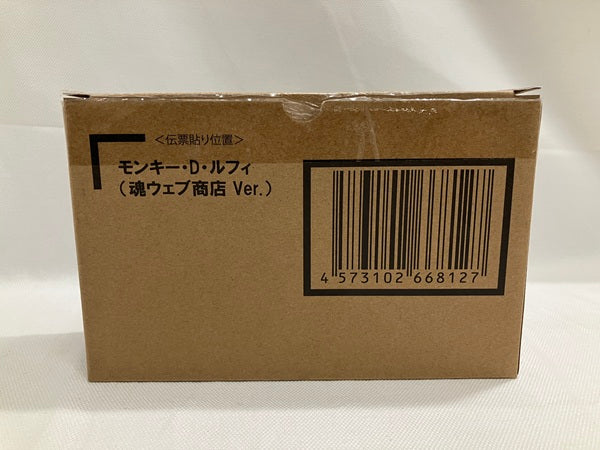 ＜伝票貼り位置＞
モンキー・D・ルフィ
（魂ウェブ商店 Ver.）
4 573102 668127